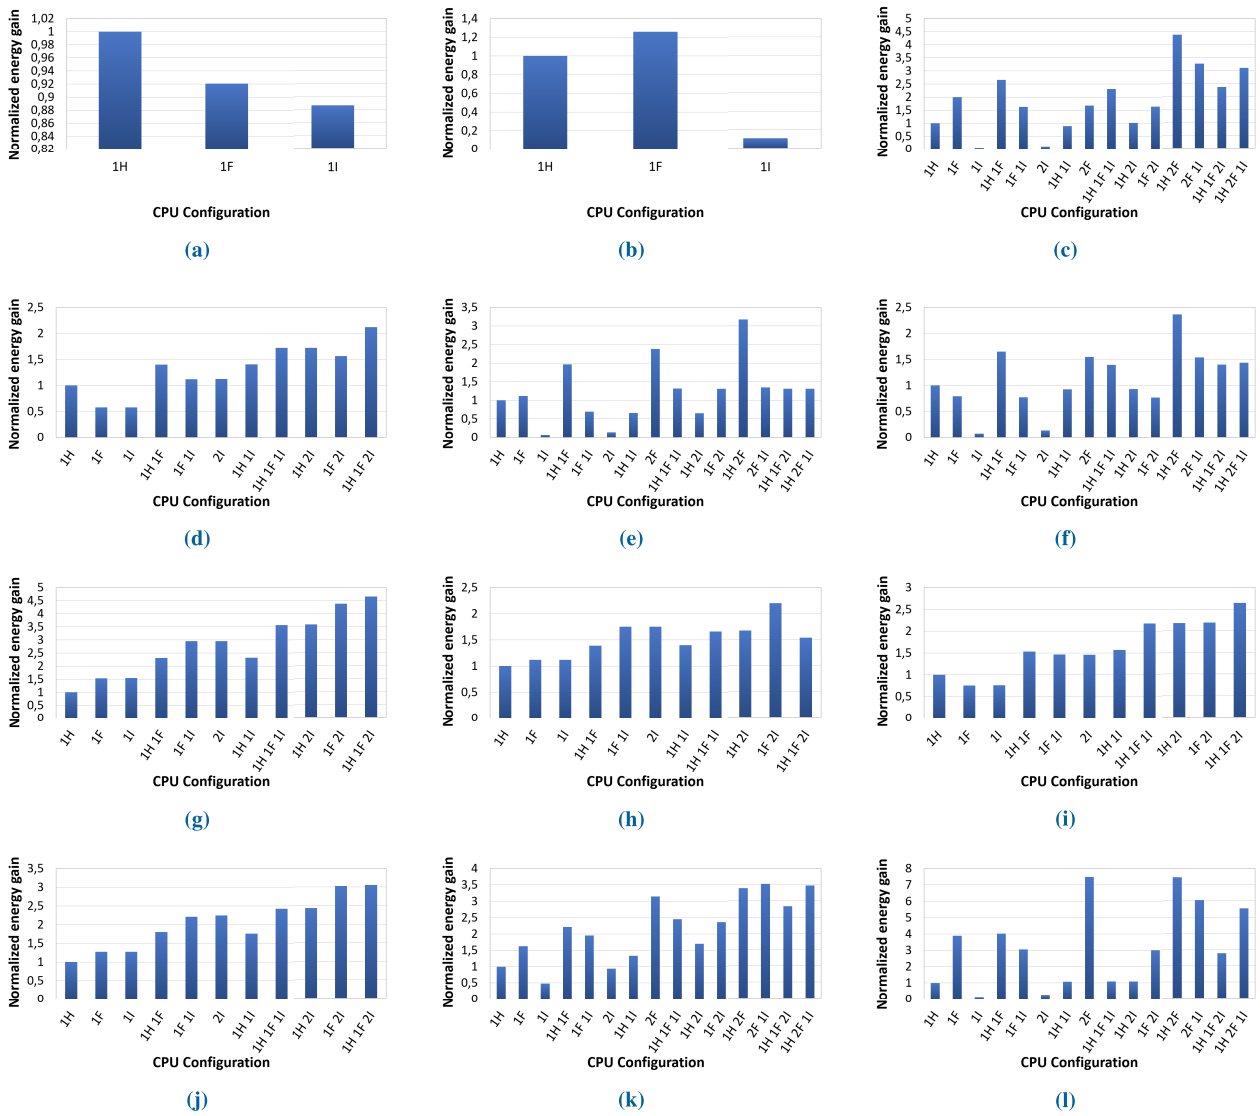 Normalized energy gain
1,02
1
0,98
0,96
0,94
0,92
0,9
0,88
0,86
0,84
0,82
1H 1F 1I
CPU Configuration
(a)
Normalized energy gain
1,4
1,2
1
0,8
0,6
0,4
0,2
0
1H 1F 1I
CPU Configuration
(b)
Normalized energy gain
5
4,5
4
3,5
3
2,5
2
1,5
1
0,5
0
1H
1F
1I
1H 1F
1F 1I
2I
1H 1I
2F
1H 1F 1I
1H 2I
1F 2I
1H 2F
2F 1I
1H 1F 2I
1H 2F 1I
CPU Configuration
(c)
Normalized energy gain
2,5
2
1,5
1
0,5
0
1H
1F
1I
1H 1F
1F 1I
2I
1H 1I
1H 1F 1I
1H 2I
1F 2I
1H 1F 2I
CPU Configuration
(d)
Normalized energy gain
3,5
3
2,5
2
1,5
1
0,5
0
1H
1F
1I
1H 1F
1F 1I
2I
1H 1I
2F
1H 1F 1I
1H 2I
1F 2I
1H 2F
2F 1I
1H 1F 2I
1H 2F 1I
CPU Configuration
(e)
Normalized energy gain
2,5
2
1,5
1
0,5
0
1H
1F
1I
1H 1F
1F 1I
2I
1H 1I
2F
1H 1F 1I
1H 2I
1F 2I
1H 2F
2F 1I
1H 1F 2I
1H 2F 1I
CPU Configuration
(f)
Normalized energy gain
5
4,5
4
3,5
3
2,5
2
1,5
1
0,5
0
1H
1F
1I
1H 1F
1F 1I
2I
1H 1I
1H 1F 1I
1H 2I
1F 2I
1H 1F 2I
CPU Configuration
(g)
Normalized energy gain
2,5
2
1,5
1
0,5
0
1H
1F
1I
1H 1F
1F 1I
2I
1H 1I
1H 1F 1I
1H 2I
1F 2I
1H 1F 2I
CPU Configuration
(h)
Normalized energy gain
3
2,5
2
1,5
1
0,5
0
1H
1F
1I
1H 1F
1F 1I
2I
1H 1I
1H 1F 1I
1H 2I
1F 2I
1H 1F 2I
CPU Configuration
(i)
Normalized energy gain
3,5
3
2,5
2
1,5
1
0,5
0
1H
1F
1I
1H 1F
1F 1I
2I
1H 1I
1H 1F 1I
1H 2I
1F 2I
1H 1F 2I
CPU Configuration
(j)
Normalized energy gain
4
3,5
3
2,5
2
1,5
1
0,5
0
1H
1F
1I
1H 1F
1F 1I
2I
1H 1I
2F
1H 1F 1I
1H 2I
1F 2I
1H 2F
2F 1I
1H 1F 2I
1H 2F 1I
CPU Configuration
(k)
Normalized energy gain
8
7
6
5
4
3
2
1
0
1H
1F
1I
1H 1F
1F 1I
2I
1H 1I
2F
1H 1F 1I
1H 2I
1F 2I
1H 2F
2F 1I
1H 1F 2I
1H 2F 1I
CPU Configuration
(l)